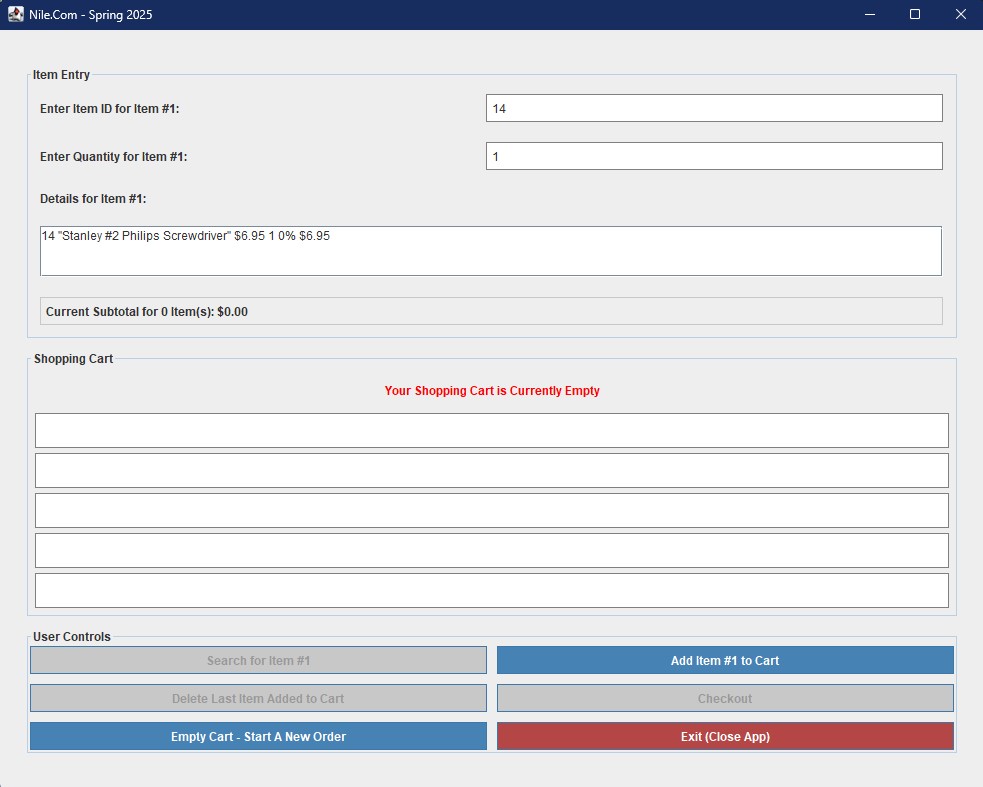 Nile.Com - Spring 2025
Item Entry
Enter Item ID for Item #1:
14
Enter Quantity for Item #1:
1
Details for Item #1:
14 "Stanley #2 Philips Screwdriver" $6.95 1 0% $6.95
Current Subtotal for 0 Item(s): $0.00
Shopping Cart
Your Shopping Cart is Currently Empty
User Controls
Search for Item #1
Add Item #1 to Cart
Delete Last Item Added to Cart
Checkout
Empty Cart - Start A New Order
Exit (Close App)